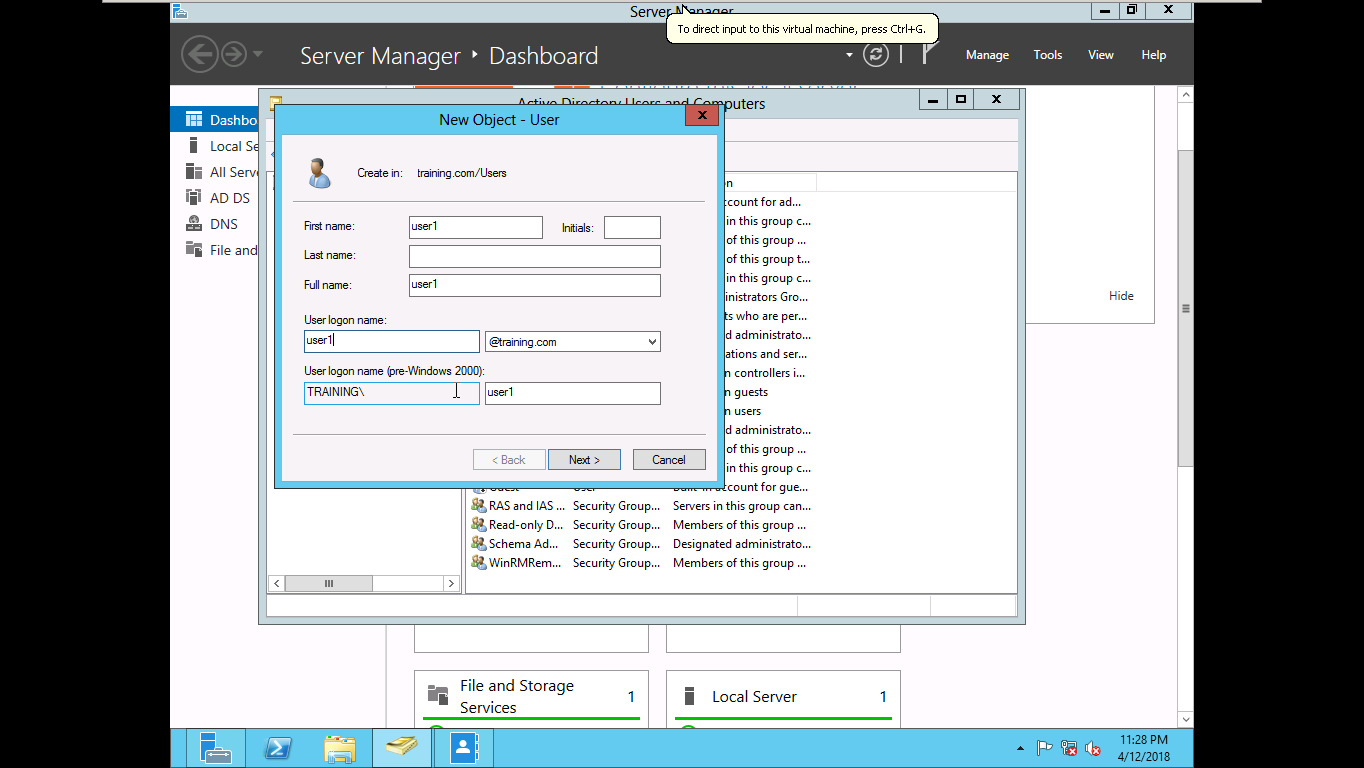 Server Manager
To direct input to this virtual machine, press Ctrl+G.
Server Manager Dashboard
Manage Tools View Help
Active Directory Users and Computers
New Object - User
Dashbo
Local Se
All Serve
AD DS
DNS
File and
Create in: training.com/Users
First name: user1 Initials:
Last name:
Full name: user1
User logon name:
user1 @training.com
User logon name (pre-Windows 2000):
TRAINING\ user1
< Back Next > Cancel
on
count for ad...
in this group c...
of this group ...
of this group t...
in this group c...
inistrators Gro...
ts who are per...
d administrato...
ations and ser...
n controllers i...
n guests
n users
d administrato...
of this group ...
in this group c...
Guest User Built-in account for gue...
RAS and IAS ... Security Group... Servers in this group can...
Read-only D... Security Group... Members of this group ...
Schema Ad... Security Group... Designated administrato...
WinRMRem... Security Group... Members of this group ...
Hide
File and Storage Services 1
Local Server 1
11:28 PM
4/12/2018